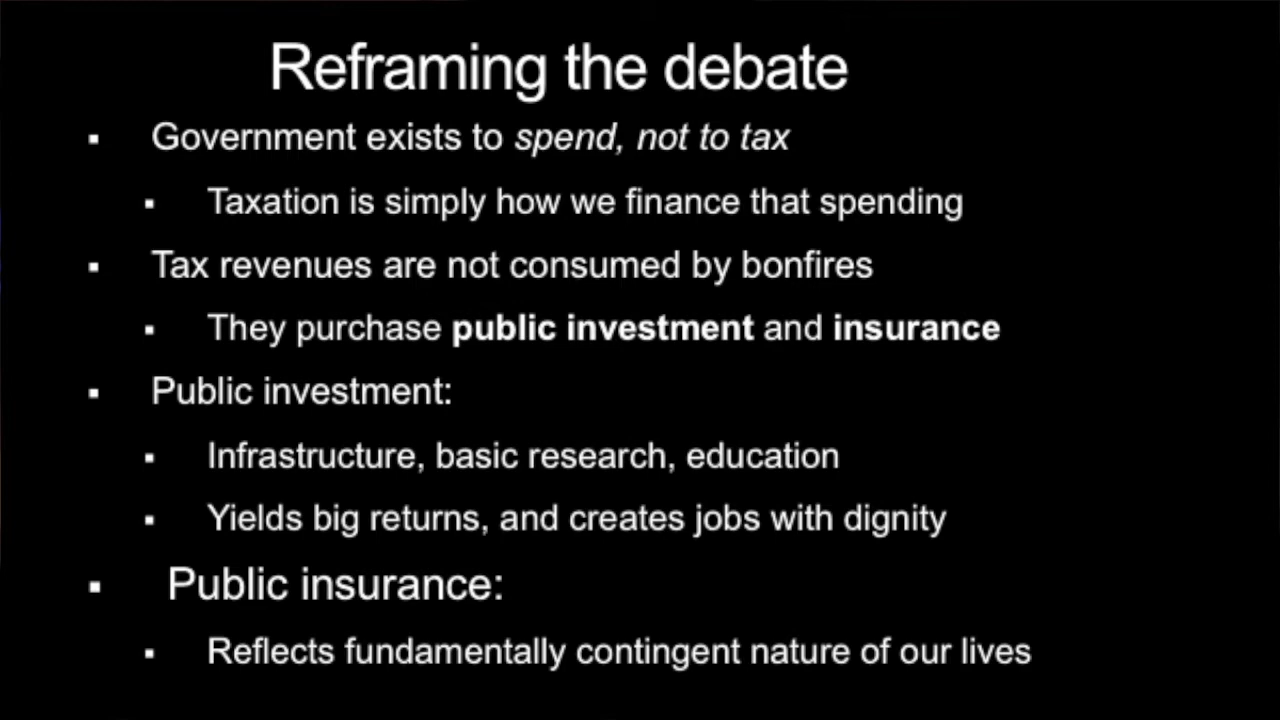 Reframing the debate
▪ Government exists to spend, not to tax
▪ Taxation is simply how we finance that spending
▪ Tax revenues are not consumed by bonfires
▪ They purchase public investment and insurance
▪ Public investment:
▪ Infrastructure, basic research, education
▪ Yields big returns, and creates jobs with dignity
▪ Public insurance:
▪ Reflects fundamentally contingent nature of our lives